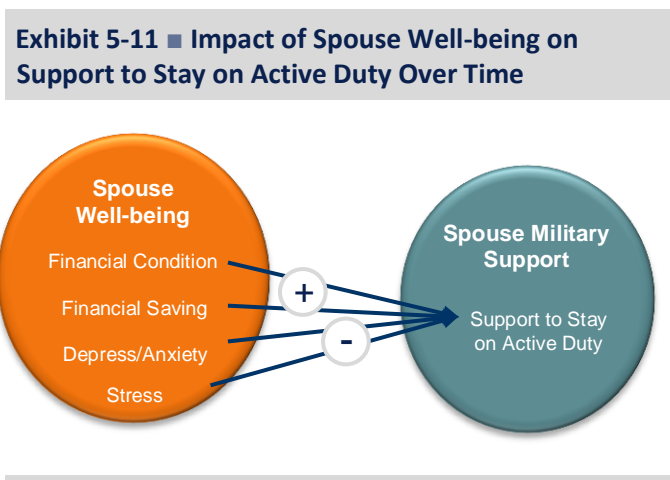 Exhibit 5-11 ■ Impact of Spouse Well-being on
Support to Stay on Active Duty Over Time
Spouse
Well-being
Financial Condition
Financial Saving
Depress/Anxiety
Stress
+
-
Spouse Military
Support
Support to Stay
on Active Duty